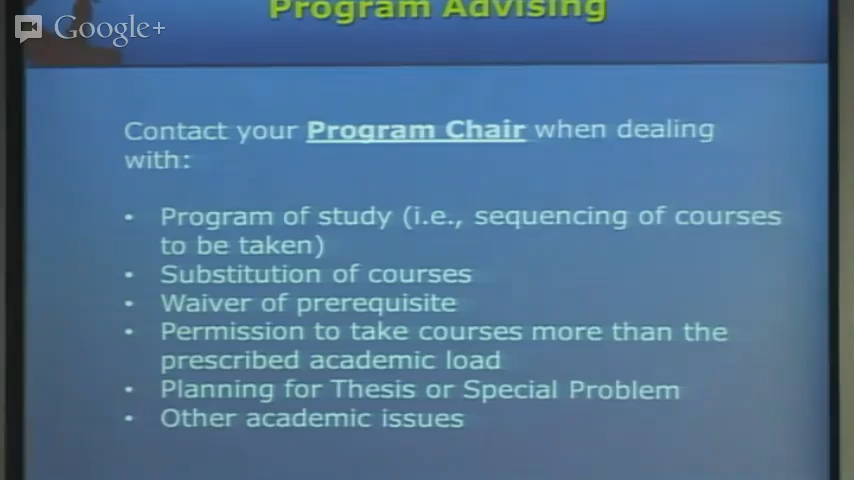 Program Advising
Google+
Contact your Program Chair when dealing
with:
• Program of study (i.e., sequencing of courses
to be taken)
• Substitution of courses
• Waiver of prerequisite
• Permission to take courses more than the
prescribed academic load
• Planning for Thesis or Special Problem
• Other academic issues